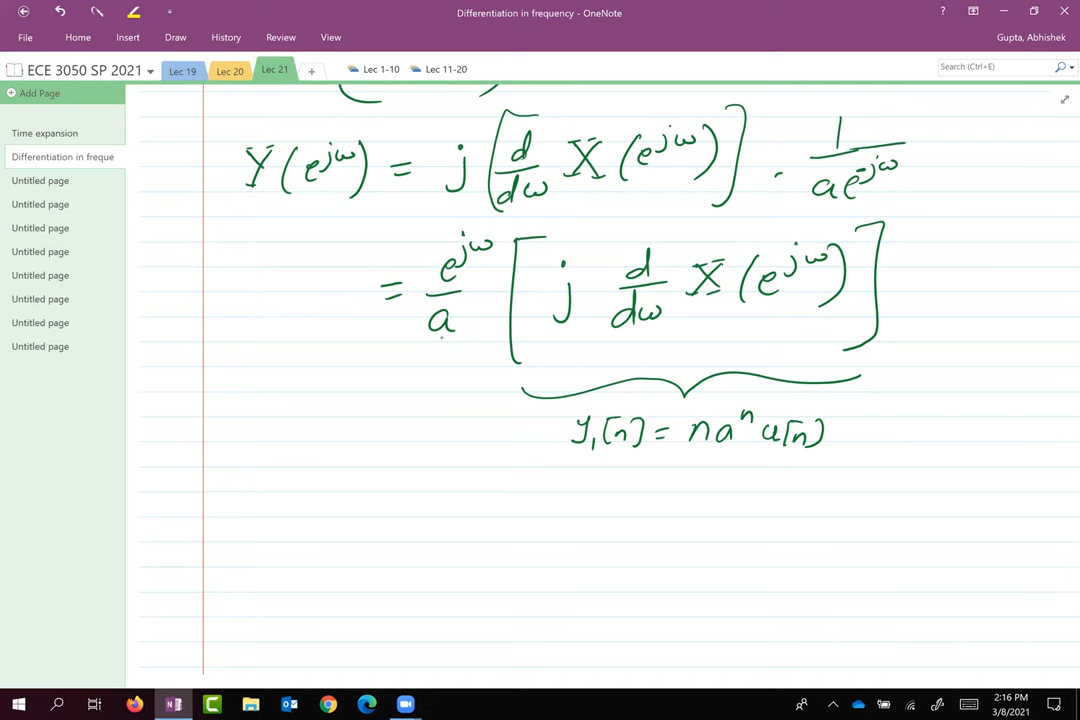 Differentiation in frequency - OneNote
?
File Home Insert Draw History Review View
Gupta, Abhishek
ECE 3050 SP 2021
Lec 19
Lec 20
Lec 21
+
Lec 1-10
Lec 11-20
Search (Ctrl+E)
Add Page
Time expansion
Differentiation in freque
Untitled page
Untitled page
Untitled page
Untitled page
Untitled page
Untitled page
Untitled page
Untitled page
Y(e^{jω}) = j [d/dω X(e^{jω})] · 1/(ae^{-jω})
= e^{jω}/a [j d/dω X(e^{jω})]
y₁[n] = naⁿu[n]
2:16 PM
3/8/2021